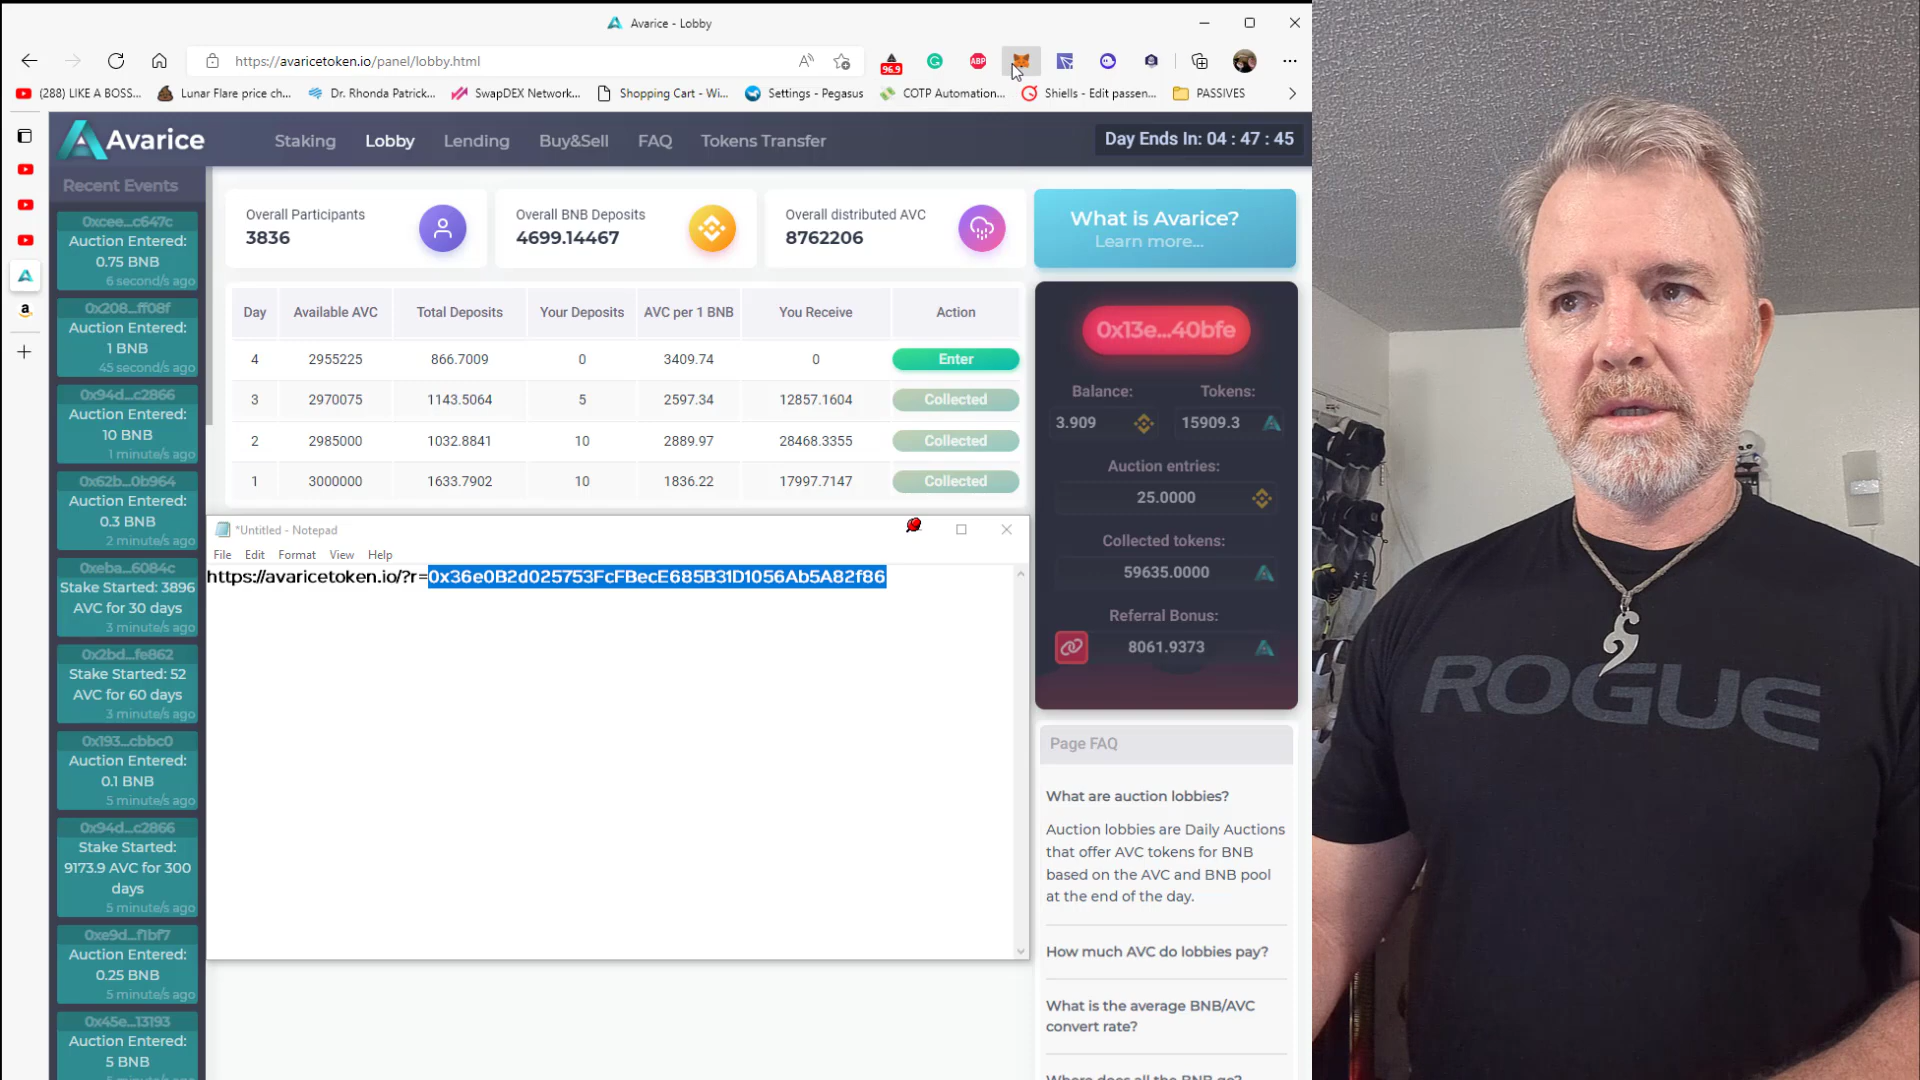 Avarice - Lobby
https://avaricetoken.io/panel/lobby.html
96.9
ABP
(288) LIKE A BOSS...
Lunar Flare price ch...
Dr. Rhonda Patrick...
SwapDEX Network...
Shopping Cart - Wi...
Settings - Pegasus
COTP Automation...
Shiells - Edit passen...
PASSIVES
Avarice
Staking
Lobby
Lending
Buy&Sell
FAQ
Tokens Transfer
Day Ends In: 04 : 47 : 45
Recent Events
0xcee...c647c
Auction Entered:
0.75 BNB
6 second/s ago
0x208...ff08f
Auction Entered:
1 BNB
45 second/s ago
0x94d...c2866
Auction Entered:
10 BNB
1 minute/s ago
0x62b...0b964
Auction Entered:
0.3 BNB
2 minute/s ago
0xeba...6084c
Stake Started: 3896
AVC for 30 days
3 minute/s ago
0x2bd...fe862
Stake Started: 52
AVC for 60 days
3 minute/s ago
0x193...cbbc0
Auction Entered:
0.1 BNB
5 minute/s ago
0x94d...c2866
Stake Started:
9173.9 AVC for 300
days
5 minute/s ago
0xe9d...f1bf7
Auction Entered:
0.25 BNB
5 minute/s ago
0x45e...13193
Auction Entered:
5 BNB
Overall Participants
3836
Overall BNB Deposits
4699.14467
Overall distributed AVC
8762206
What is Avarice?
Learn more...
Day Available AVC Total Deposits Your Deposits AVC per 1 BNB You Receive Action
4 2955225 866.7009 0 3409.74 0 Enter
3 2970075 1143.5064 5 2597.34 12857.1604 Collected
2 2985000 1032.8841 10 2889.97 28468.3355 Collected
1 3000000 1633.7902 10 1836.22 17997.7147 Collected
*Untitled - Notepad
File Edit Format View Help
https://avaricetoken.io/?r=0x36e0B2d025753FcFBecE685B31D1056Ab5A82f86
0x13e...40bfe
Balance: Tokens:
3.909 15909.3
Auction entries:
25.0000
Collected tokens:
59635.0000
Referral Bonus:
8061.9373
Page FAQ
What are auction lobbies?
Auction lobbies are Daily Auctions
that offer AVC tokens for BNB
based on the AVC and BNB pool
at the end of the day.
How much AVC do lobbies pay?
What is the average BNB/AVC
convert rate?
Where does all the BNB go?
ROGUE